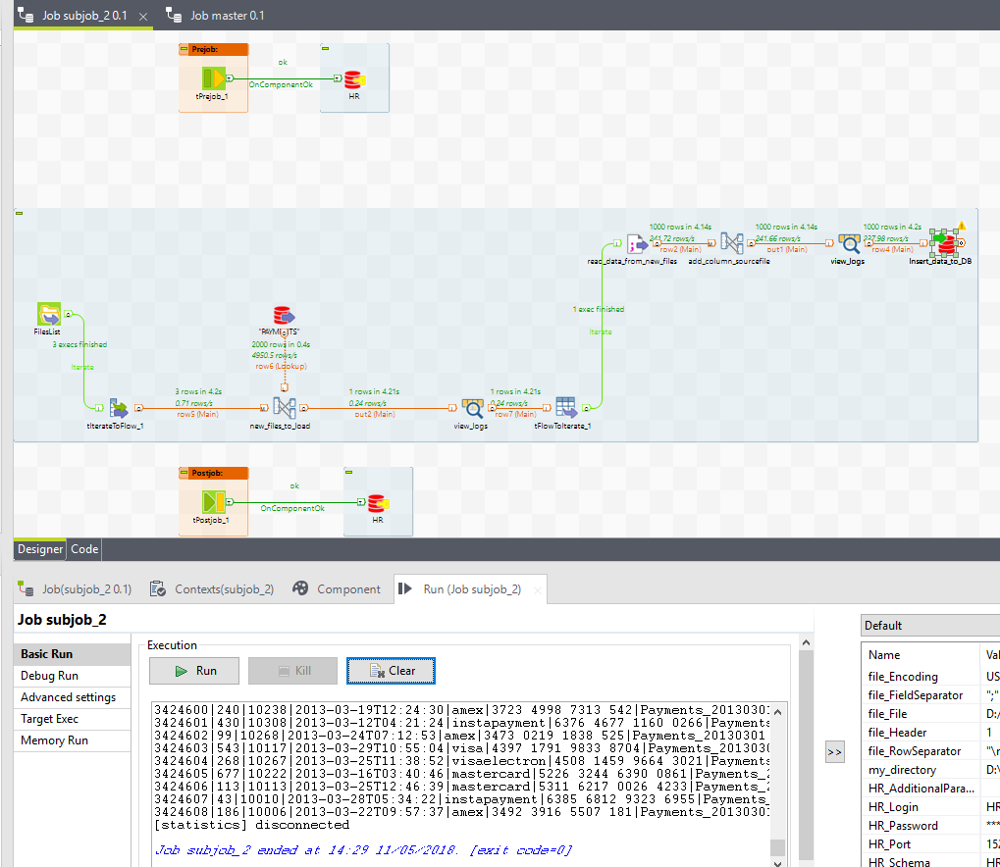 Job subjob_2 0.1
Job master 0.1
Prejob:
ok
OnComponentOk
tPrejob_1
HR
1000 rows in 4.14s
241.72 rows/s
row2 (Main)
1000 rows in 4.14s
241.66 rows/s
out1 (Main)
1000 rows in 4.2s
237.98 rows/s
row4 (Main)
read_data_from_new_files
add_column_sourcefile
view_logs
Insert_data_to_DB
1 exec finished
Iterate
FilesList
3 execs finished
Iterate
2000 rows in 0.4s
4950.5 rows/s
row6 (Lookup)
3 rows in 4.2s
0.71 rows/s
row5 (Main)
1 rows in 4.21s
0.24 rows/s
out2 (Main)
1 rows in 4.21s
0.24 rows/s
row7 (Main)
tIterateToFlow_1
new_files_to_load
view_logs
tFlowToIterate_1
Postjob:
ok
OnComponentOk
tPostjob_1
HR
Designer
Code
Job(subjob_2 0.1)
Contexts(subjob_2)
Component
Run (Job subjob_2)
Job subjob_2
Default
Basic Run
Debug Run
Advanced settings
Target Exec
Memory Run
Execution
Run
Kill
Clear
3424600|240|10238|2013-03-19T12:24:30|amex|3723 4998 7313 542|Payments_20130301
3424601|430|10308|2013-03-12T04:21:24|instapayment|6376 4677 1160 0266|Payments_
3424602|99|10268|2013-03-24T07:12:53|amex|3473 0219 1838 525|Payments_20130301
3424603|543|10117|2013-03-29T10:55:04|visa|4397 1791 9833 8704|Payments_2013030
3424604|268|10267|2013-03-25T11:38:52|visaelectron|4508 1459 9664 3021|Payments_
3424605|677|10222|2013-03-16T03:40:46|mastercard|5226 3244 6390 0861|Payments_2
3424606|113|10113|2013-03-25T12:46:39|mastercard|5311 6217 0026 4233|Payments_2
3424607|43|10010|2013-03-28T05:34:22|instapayment|6385 6812 9323 6955|Payments_2
3424608|186|10006|2013-03-22T09:57:37|amex|3492 3916 5507 181|Payments_2013030
[statistics] disconnected
Job subjob_2 ended at 14:29 11/05/2018. [exit code=0]
>>
Name Val
file_Encoding US
file_FieldSeparator ";"
file_File D:/
file_Header 1
file_RowSeparator "\n
my_directory D:\
HR_AdditionalPara...
HR_Login HR
HR_Password ***
HR_Port 152
HR_Schema HR